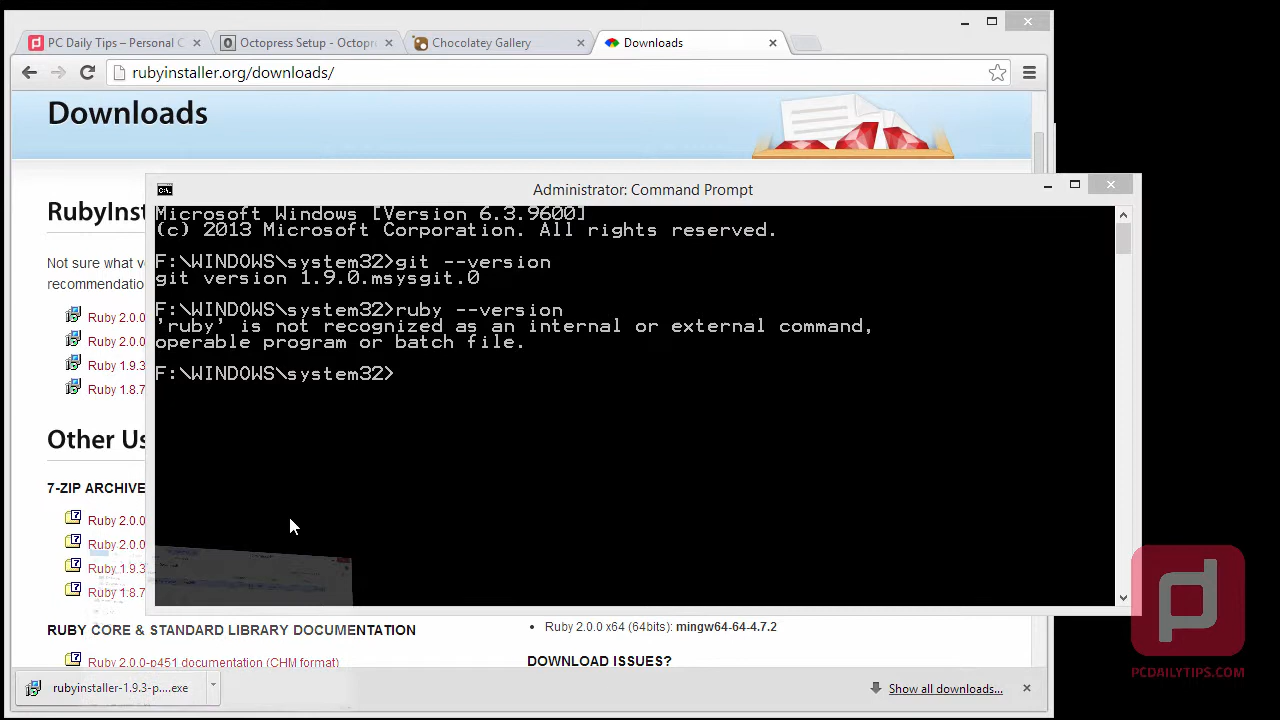 PC Daily Tips – Personal C
Octopress Setup - Octopr
Chocolatey Gallery
Downloads
rubyinstaller.org/downloads/
Downloads
RubyInst
Not sure what v
recommendation
Ruby 2.0.0
Ruby 2.0.
Ruby 1.9.3
Ruby 1.8.7
Other Us
7-ZIP ARCHIVE
Ruby 2.0.0
Ruby 2.0.
Ruby 1.9.3
Ruby 1.8.7
RUBY CORE & STANDARD LIBRARY DOCUMENTATION
Ruby 2.0.0-p451 documentation (CHM format)
Administrator: Command Prompt
Microsoft Windows [Version 6.3.9600]
(c) 2013 Microsoft Corporation. All rights reserved.
F:\WINDOWS\system32>git --version
git version 1.9.0.msysgit.0
F:\WINDOWS\system32>ruby --version
'ruby' is not recognized as an internal or external command,
operable program or batch file.
F:\WINDOWS\system32>
Ruby 2.0.0 x64 (64bits): mingw64-64-4.7.2
DOWNLOAD ISSUES?
rubyinstaller-1.9.3-p....exe
Show all downloads...
PCDAILYTIPS.COM